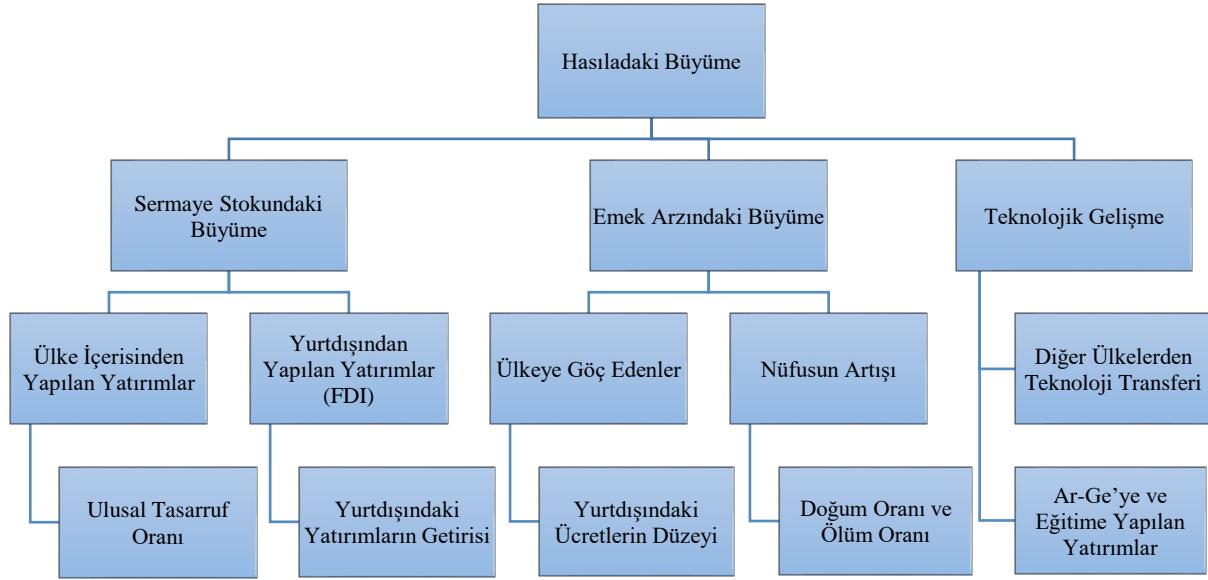 Hasıladaki Büyüme
Sermaye Stokundaki
Büyüme
Emek Arzındaki Büyüme
Teknolojik Gelişme
Ülke İçerisinden
Yapılan Yatırımlar
Yurtdışından
Yapılan Yatırımlar
(FDI)
Ülkeye Göç Edenler
Nüfusun Artışı
Diğer Ülkelerden
Teknoloji Transferi
Ulusal Tasarruf
Oranı
Yurtdışındaki
Yatırımların Getirisi
Yurtdışındaki
Ücretlerin Düzeyi
Doğum Oranı ve
Ölüm Oranı
Ar-Ge’ye ve
Eğitime Yapılan
Yatırımlar